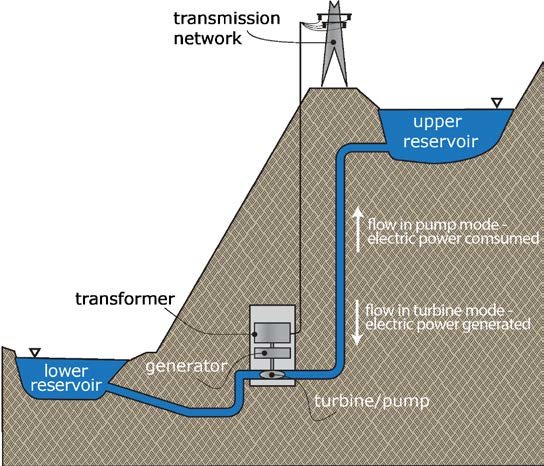 transmission
network
upper
reservoir
flow in pump mode -
electric power comsumed
transformer
flow in turbine mode -
electric power generated
generator
lower
reservoir
turbine/pump